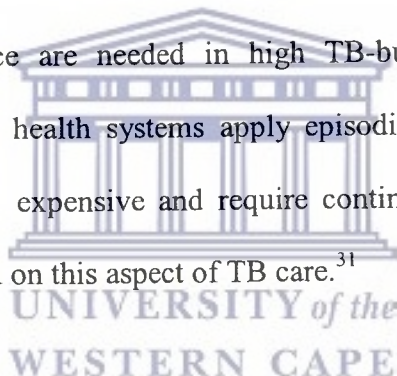 ce are needed in high TB-bu
health systems apply episodi
expensive and require contin
on this aspect of TB care.31
UNIVERSITY of the
WESTERN CAPE